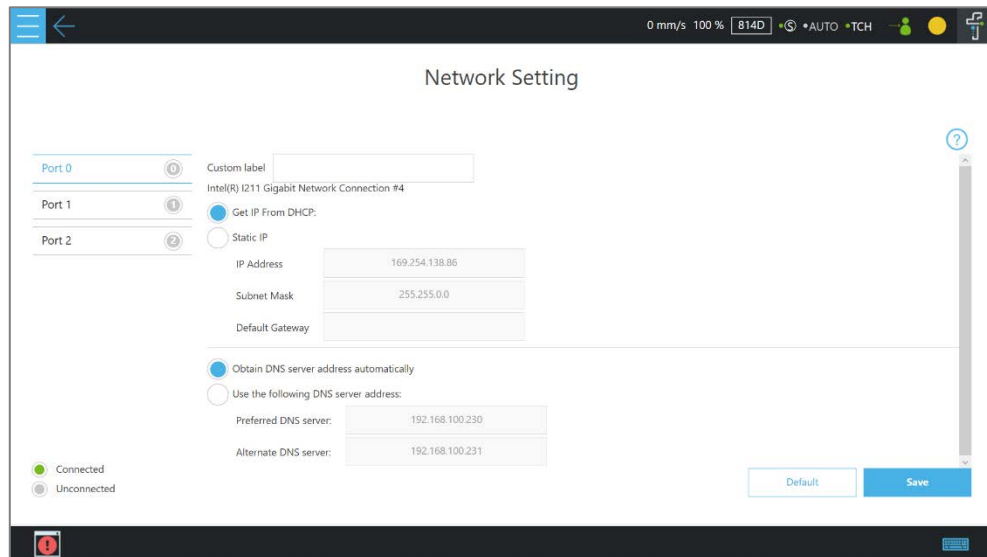 0 mm/s 100 % 814D Ⓢ AUTO TCH
Network Setting
?
Port 0 0
Port 1 1
Port 2 2
Custom label
Intel(R) I211 Gigabit Network Connection #4
Get IP From DHCP:
Static IP
IP Address 169.254.138.86
Subnet Mask 255.255.0.0
Default Gateway
Obtain DNS server address automatically
Use the following DNS server address:
Preferred DNS server: 192.168.100.230
Alternate DNS server: 192.168.100.231
Connected
Unconnected
Default Save